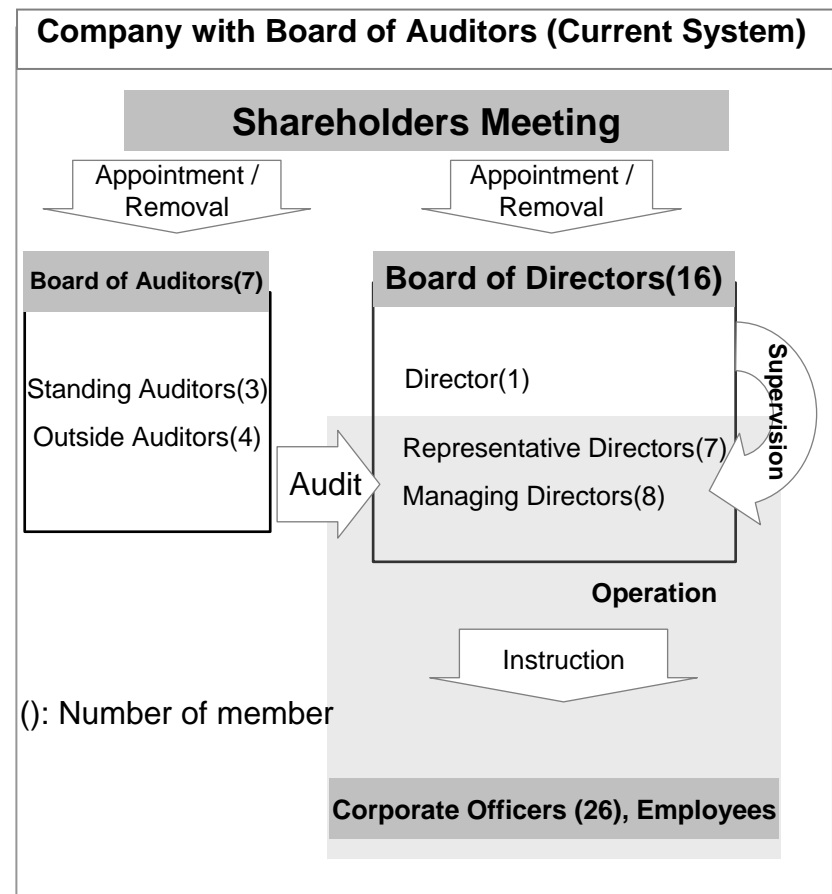 Company with Board of Auditors (Current System)
Shareholders Meeting
Appointment /
Removal
Appointment /
Removal
Board of Auditors(7)
Standing Auditors(3)
Outside Auditors(4)
Audit
Board of Directors(16)
Director(1)
Representative Directors(7)
Managing Directors(8)
Supervision
Operation
Instruction
(): Number of member
Corporate Officers (26), Employees